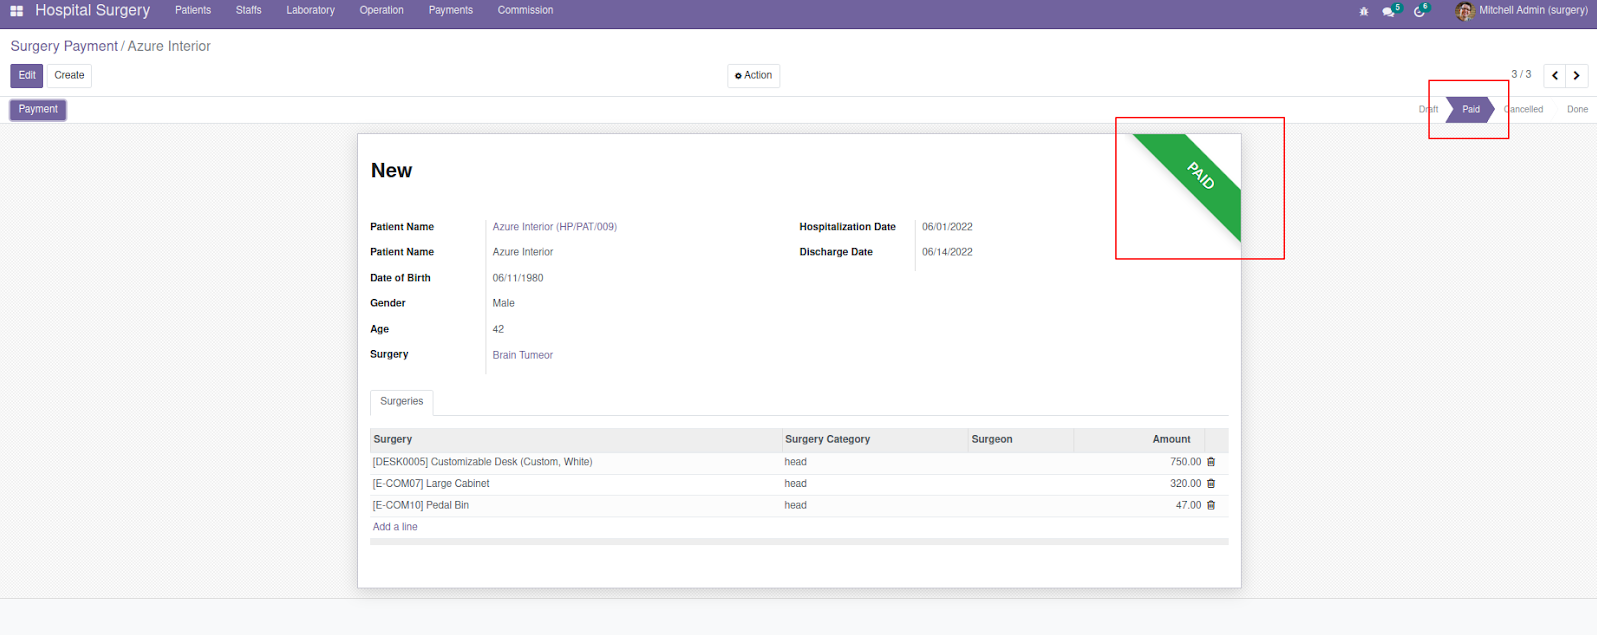 Hospital Surgery Patients Staffs Laboratory Operation Payments Commission 5 6 Mitchell Admin (surgery)
Surgery Payment / Azure Interior
Edit Create Action 3 / 3
Payment Draft Paid Cancelled Done
PAID
New
Patient Name Azure Interior (HP/PAT/009) Hospitalization Date 06/01/2022
Patient Name Azure Interior Discharge Date 06/14/2022
Date of Birth 06/11/1980
Gender Male
Age 42
Surgery Brain Tumeor
Surgeries
Surgery Surgery Category Surgeon Amount
[DESK0005] Customizable Desk (Custom, White) head 750.00
[E-COM07] Large Cabinet head 320.00
[E-COM10] Pedal Bin head 47.00
Add a line